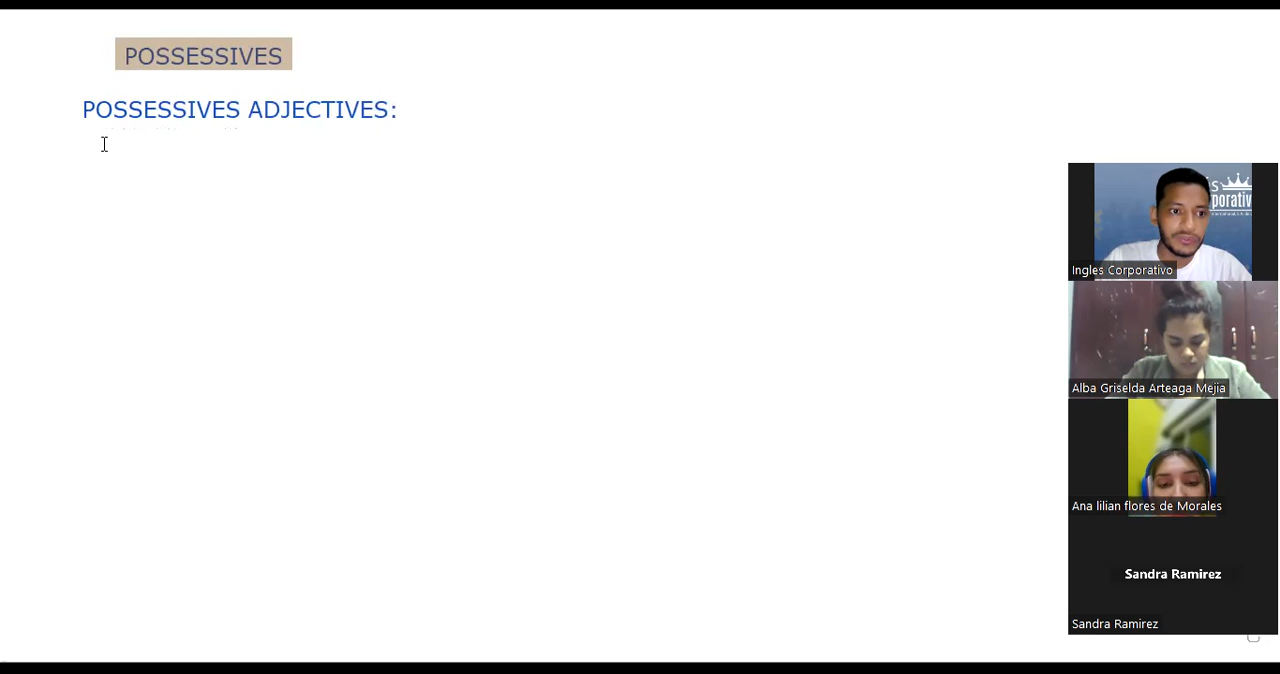 POSSESSIVES
POSSESSIVES ADJECTIVES:
Ingles Corporativo
Alba Griselda Arteaga Mejia
Ana lilian flores de Morales
Sandra Ramirez
Sandra Ramirez